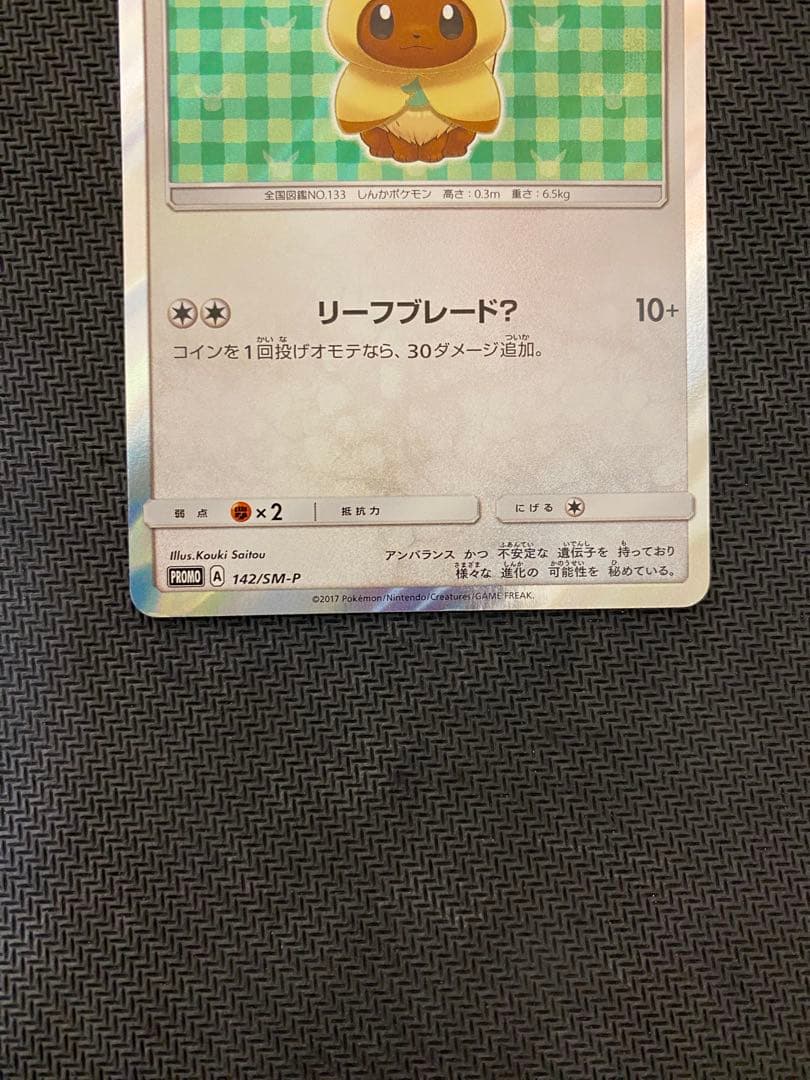 全国図鑑NO.133 しんかポケモン 高さ:0.3m 重さ:6.5kg
リーフブレード? 10+
コインを1回投げオモテなら、30ダメージ追加。
弱点 ×2 抵抗力 にげる
Illus.Kouki Saitou
アンバランス かつ 不安定な 遺伝子を 持っており
様々な 進化の 可能性を 秘めている。
PROMO A 142/SM-P
©2017 Pokémon/Nintendo/Creatures/GAME FREAK.